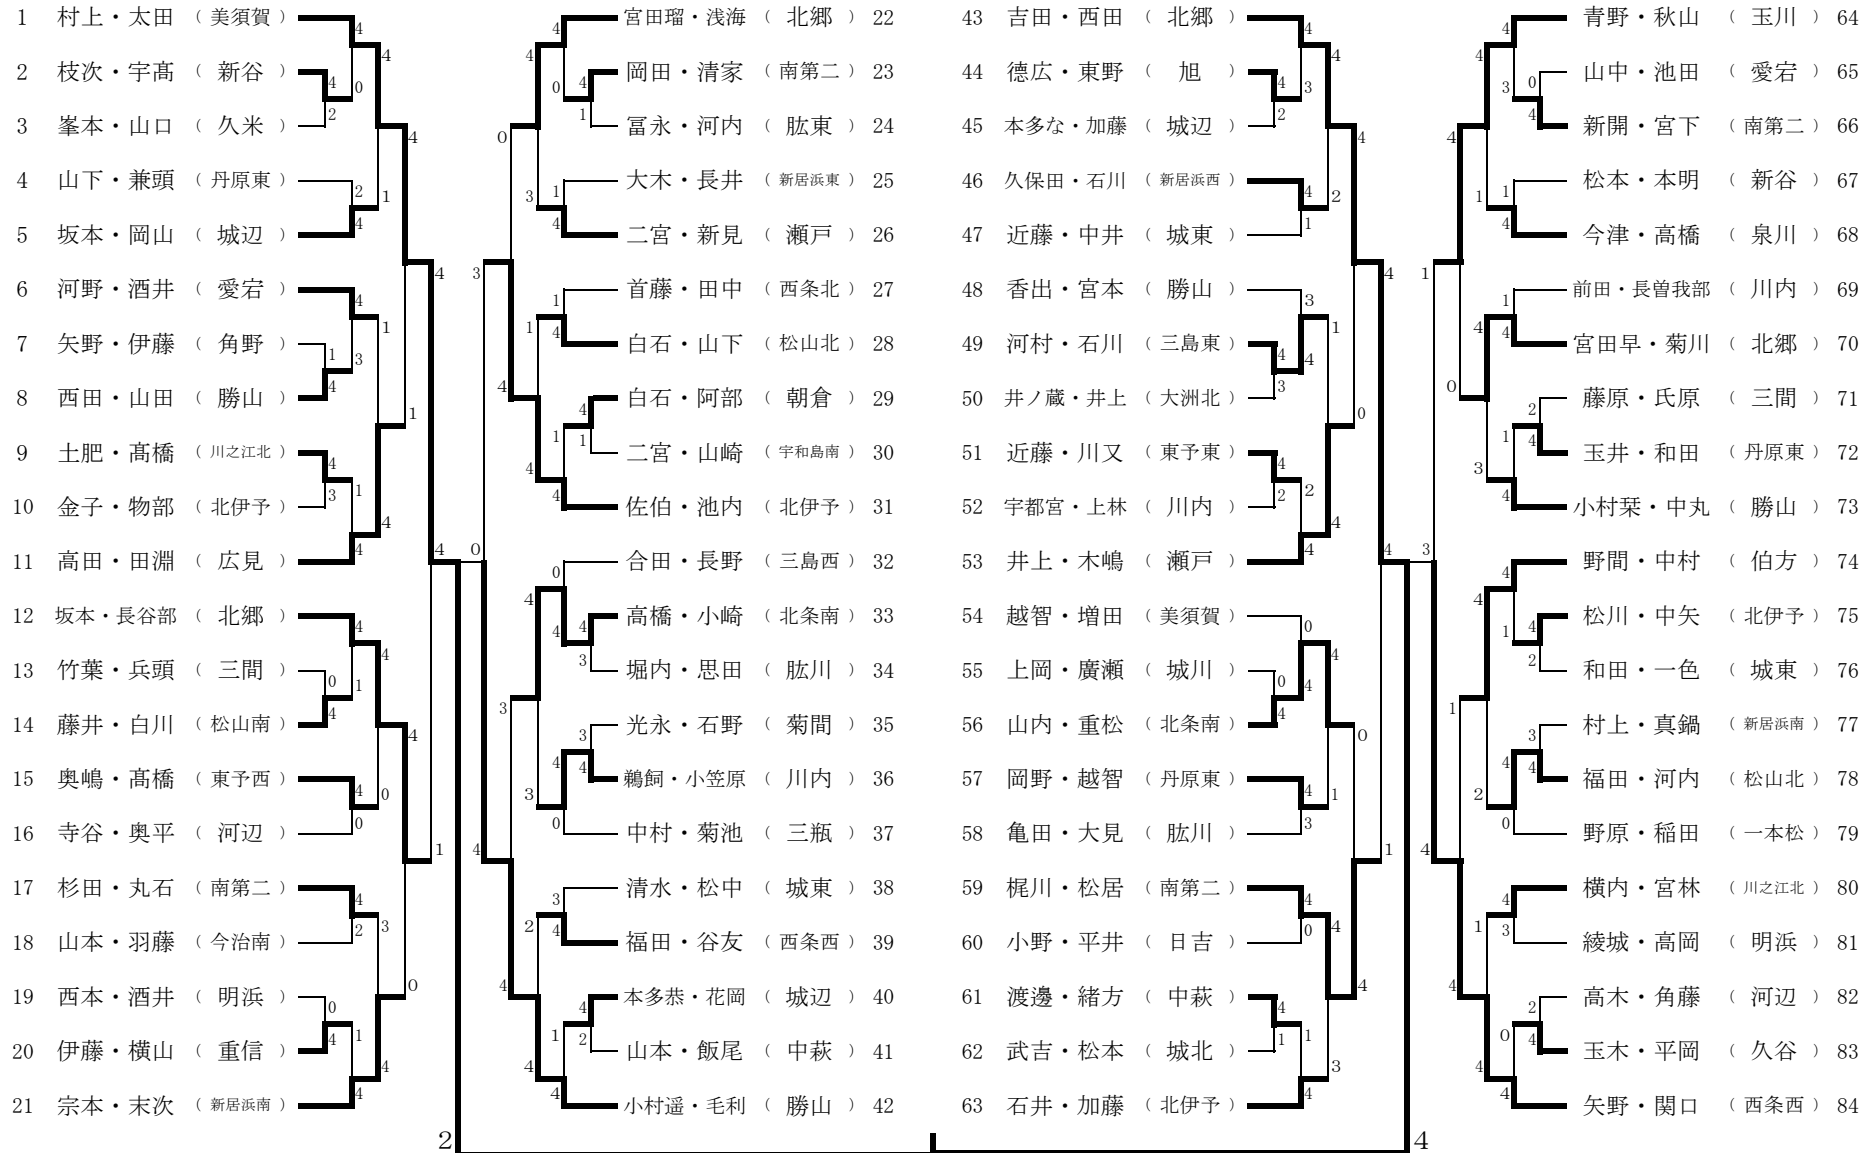 1 村上・太田 （ 美須賀 ）
2 枝次・宇髙 （ 新谷 ）
3 峯本・山口 （ 久米 ）
4 山下・兼頭 （ 丹原東 ）
5 坂本・岡山 （ 城辺 ）
6 河野・酒井 （ 愛宕 ）
7 矢野・伊藤 （ 角野 ）
8 西田・山田 （ 勝山 ）
9 土肥・髙橋 （ 川之江北 ）
10 金子・物部 （ 北伊予 ）
11 高田・田淵 （ 広見 ）
12 坂本・長谷部 （ 北郷 ）
13 竹葉・兵頭 （ 三間 ）
14 藤井・白川 （ 松山南 ）
15 奥嶋・髙橋 （ 東予西 ）
16 寺谷・奥平 （ 河辺 ）
17 杉田・丸石 （ 南第二 ）
18 山本・羽藤 （ 今治南 ）
19 西本・酒井 （ 明浜 ）
20 伊藤・横山 （ 重信 ）
21 宗本・末次 （ 新居浜南 ）
宮田瑠・浅海 （ 北郷 ） 22
岡田・清家 （ 南第二 ） 23
冨永・河内 （ 肱東 ） 24
大木・長井 （ 新居浜東 ） 25
二宮・新見 （ 瀬戸 ） 26
首藤・田中 （ 西条北 ） 27
白石・山下 （ 松山北 ） 28
白石・阿部 （ 朝倉 ） 29
二宮・山崎 （ 宇和島南 ） 30
佐伯・池内 （ 北伊予 ） 31
合田・長野 （ 三島西 ） 32
高橋・小崎 （ 北条南 ） 33
堀内・思田 （ 肱川 ） 34
光永・石野 （ 菊間 ） 35
鵜飼・小笠原 （ 川内 ） 36
中村・菊池 （ 三瓶 ） 37
清水・松中 （ 城東 ） 38
福田・谷友 （ 西条西 ） 39
本多恭・花岡 （ 城辺 ） 40
山本・飯尾 （ 中萩 ） 41
小村遥・毛利 （ 勝山 ） 42
43 吉田・西田 （ 北郷 ）
44 德広・東野 （ 旭 ）
45 本多な・加藤 （ 城辺 ）
46 久保田・石川 （ 新居浜西 ）
47 近藤・中井 （ 城東 ）
48 香出・宮本 （ 勝山 ）
49 河村・石川 （ 三島東 ）
50 井ノ蔵・井上 （ 大洲北 ）
51 近藤・川又 （ 東予東 ）
52 宇都宮・上林 （ 川内 ）
53 井上・木嶋 （ 瀬戸 ）
54 越智・増田 （ 美須賀 ）
55 上岡・廣瀬 （ 城川 ）
56 山内・重松 （ 北条南 ）
57 岡野・越智 （ 丹原東 ）
58 亀田・大見 （ 肱川 ）
59 梶川・松居 （ 南第二 ）
60 小野・平井 （ 日吉 ）
61 渡邊・緒方 （ 中萩 ）
62 武吉・松本 （ 城北 ）
63 石井・加藤 （ 北伊予 ）
青野・秋山 （ 玉川 ） 64
山中・池田 （ 愛宕 ） 65
新開・宮下 （ 南第二 ） 66
松本・本明 （ 新谷 ） 67
今津・高橋 （ 泉川 ） 68
前田・長曽我部 （ 川内 ） 69
宮田早・菊川 （ 北郷 ） 70
藤原・氏原 （ 三間 ） 71
玉井・和田 （ 丹原東 ） 72
小村栞・中丸 （ 勝山 ） 73
野間・中村 （ 伯方 ） 74
松川・中矢 （ 北伊予 ） 75
和田・一色 （ 城東 ） 76
村上・真鍋 （ 新居浜南 ） 77
福田・河内 （ 松山北 ） 78
野原・稲田 （ 一本松 ） 79
横内・宮林 （ 川之江北 ） 80
綾城・高岡 （ 明浜 ） 81
高木・角藤 （ 河辺 ） 82
玉木・平岡 （ 久谷 ） 83
矢野・関口 （ 西条西 ） 84
2
4